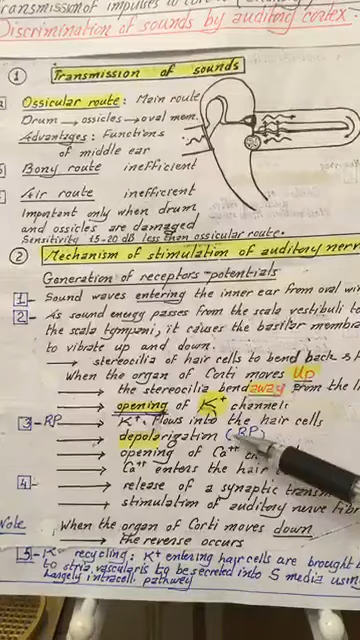 Transmission of impulses to
Discrimination of sounds by auditory cortex.
1 Transmission of sounds
Ossicular route: Main route
Drum → ossicles → oval mem.
Advantages: Functions
of middle ear
Bony route inefficient
Air route inefficient
Important only when drum
and ossicles are damaged
Sensitivity 15-20 dB less than ossicular route.
2 Mechanism of stimulation of auditory nerv
Generation of receptors-potentials
1- Sound waves entering the inner ear from oval wi
2- As sound energy passes from the scala vestibuli to
the scala tympani, it causes the basilar membra
to vibrate up and down.
→ stereocilia of hair cells to bend back &
When the organ of Corti moves Up
→ the stereocilia bend away from the
→ opening of K+ channels
3-RP → K+ flows into the hair cells
→ depolarization (RP
→ opening of Ca++
→ Ca++ enters the hair
4 → release of a synaptic transm
→ stimulation of auditory nerve fib
Note When the organ of Corti moves down
→ the reverse occurs
5- K+ recycling: K+ entering hair cells are brought
to stria vascularis to be secreted into S media using
Largely intracell. pathway